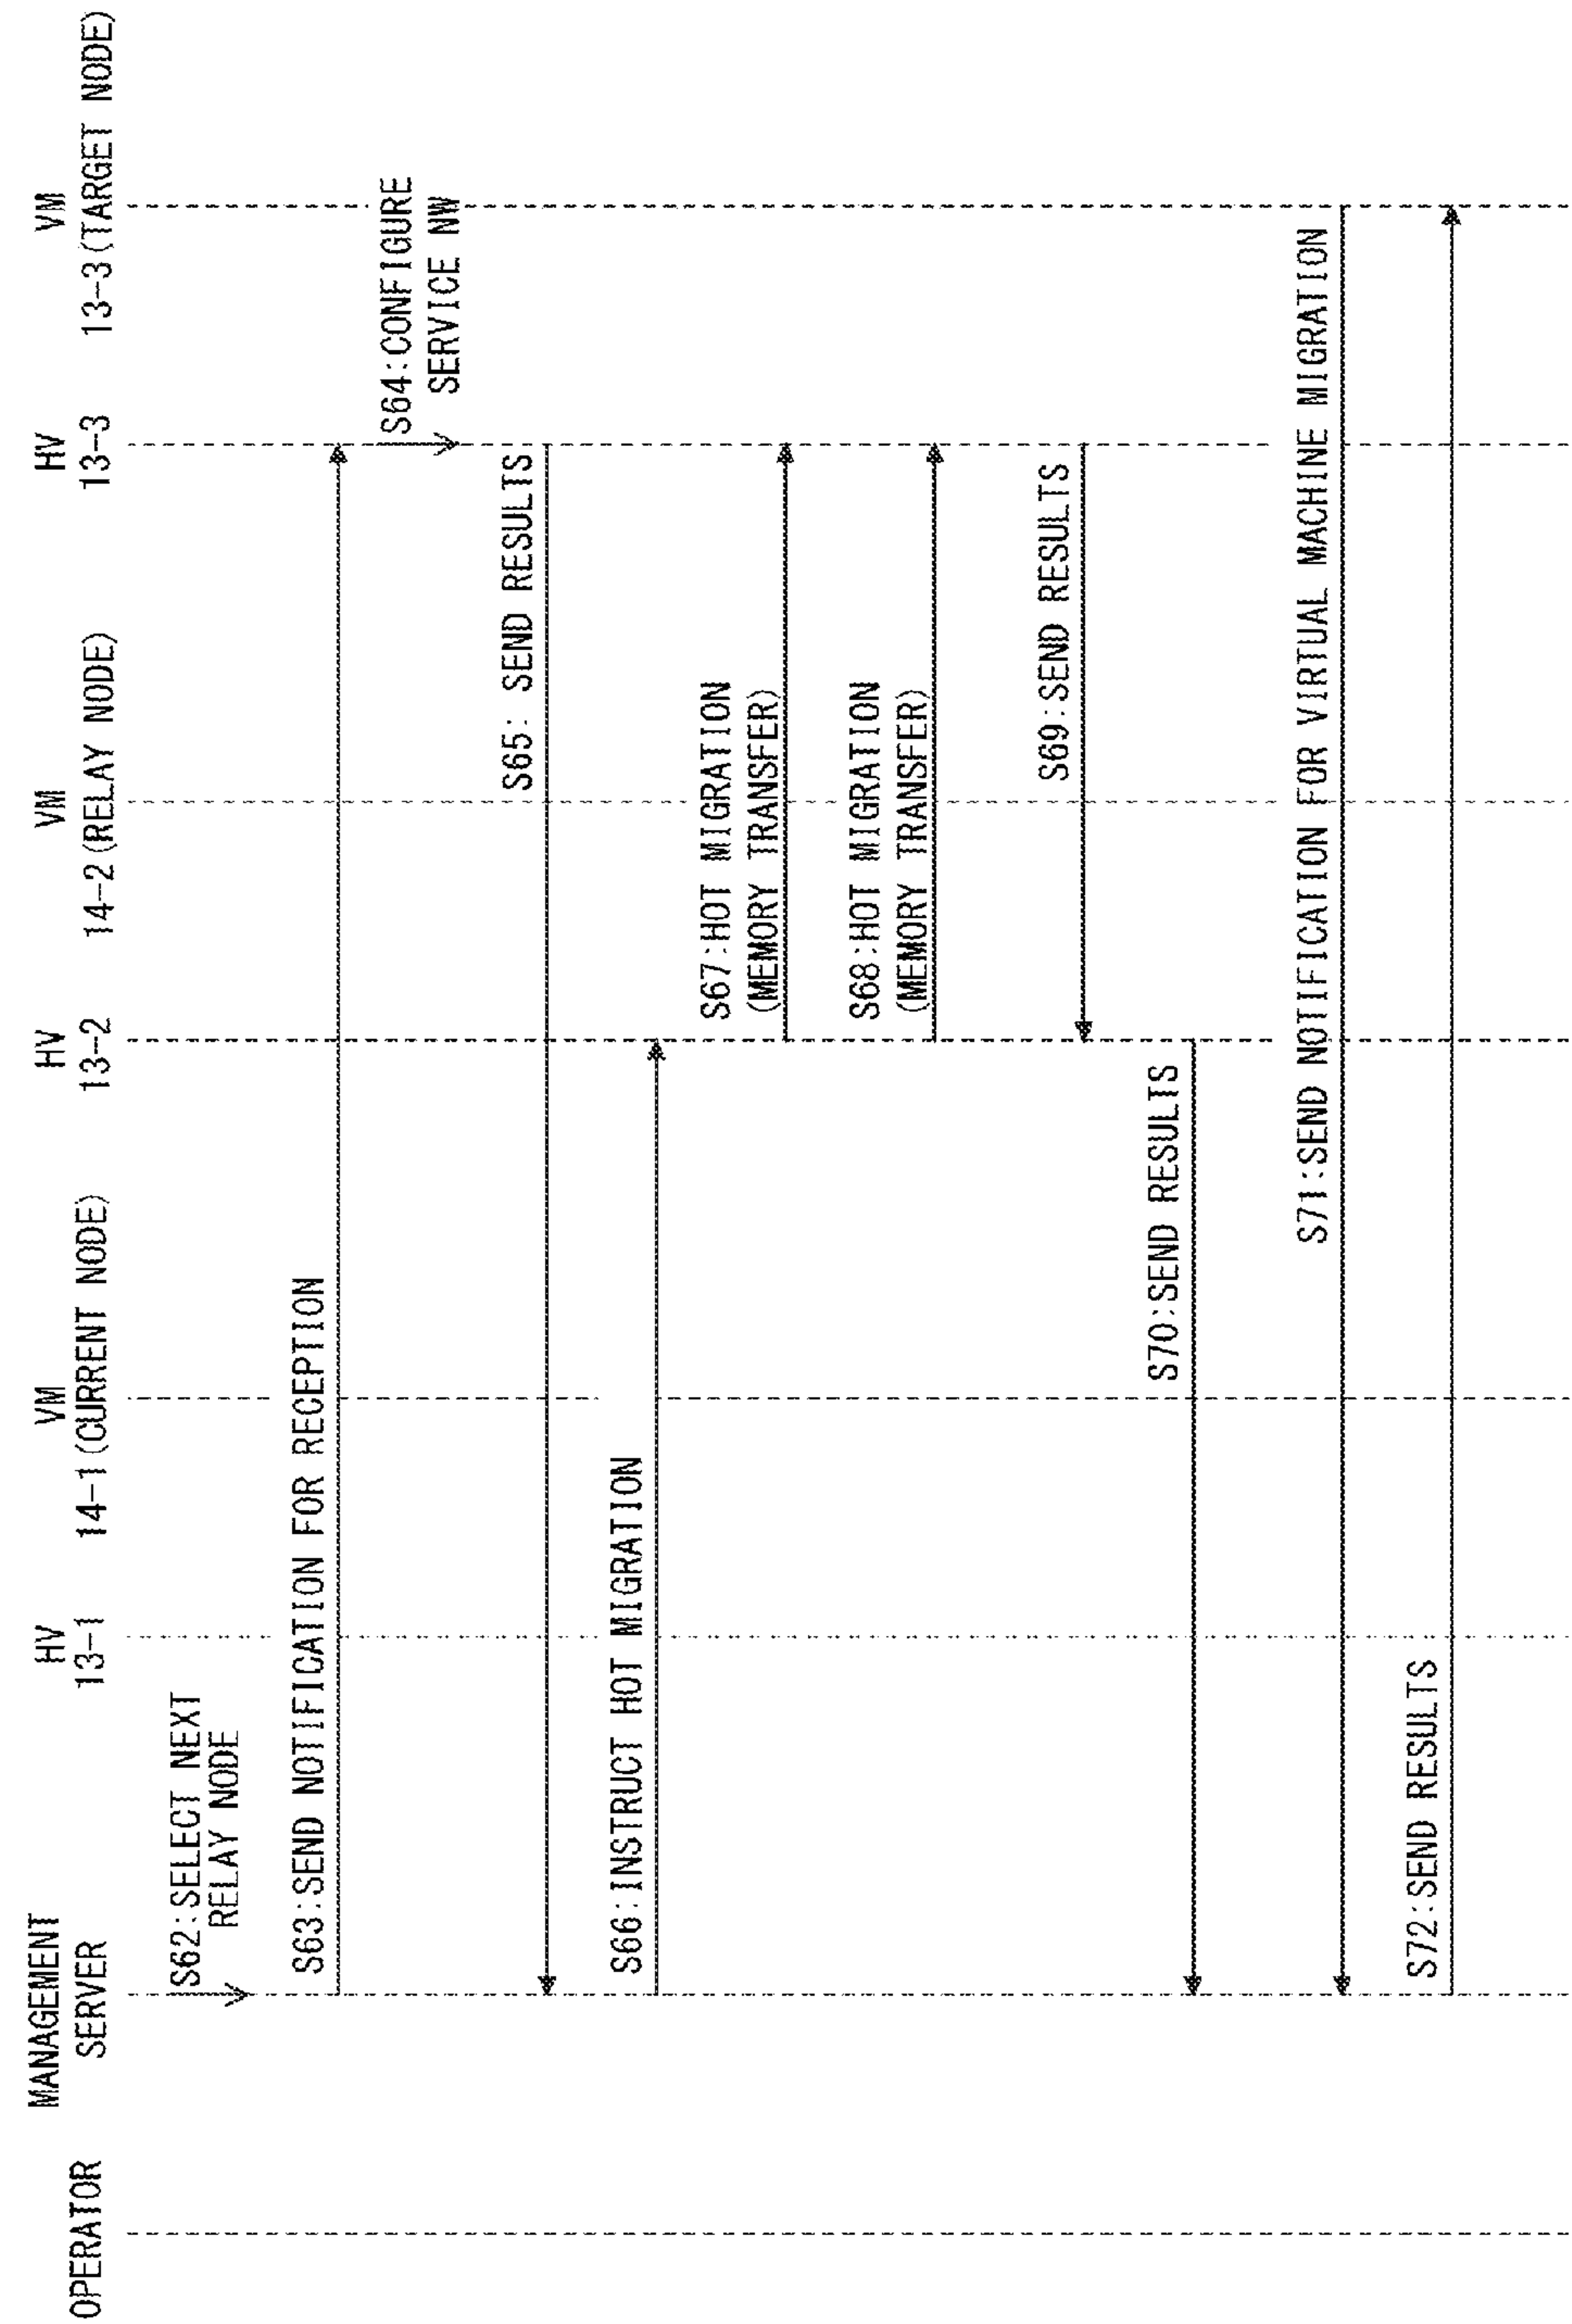 OPERATOR
MANAGEMENT
SERVER
HV
13-1
VM
14-1(CURRENT NODE)
HV
13-2
VM
14-2(RELAY NODE)
HV
13-3
VM
13-3(TARGET NODE)
S62:SELECT NEXT
RELAY NODE
S63:SEND NOTIFICATION FOR RECEPTION
S64:CONFIGURE
SERVICE NW
S65: SEND RESULTS
S66:INSTRUCT HOT MIGRATION
S67:HOT MIGRATION
(MEMORY TRANSFER)
S68:HOT MIGRATION
(MEMORY TRANSFER)
S69:SEND RESULTS
S70:SEND RESULTS
S71:SEND NOTIFICATION FOR VIRTUAL MACHINE MIGRATION
S72:SEND RESULTS